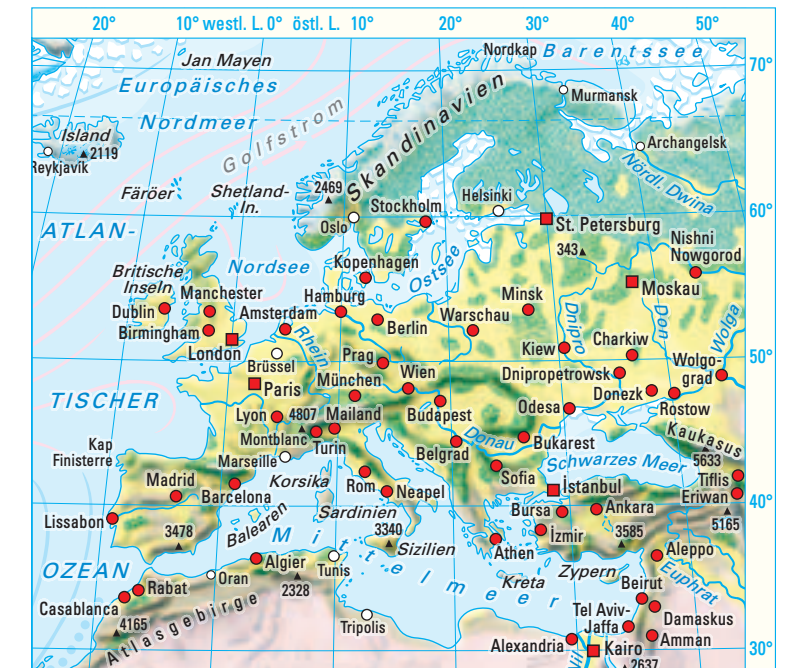 20° 10° westl. L. 0° östl. L. 10° 20° 30° 40° 50°
Nordkap
Barentssee
Jan Mayen
70°
Europäisches
Nordmeer
Murmansk
Golfstrom
Skandinavien
Island
2119
Reykjavík
Archangelsk
Nördl. Dwina
Färöer
Shetland-
In.
2469
Oslo
Stockholm
Helsinki
60°
St. Petersburg
ATLAN-
343
Nishni
Nowgorod
Britische
Inseln
Nordsee
Kopenhagen
Ostsee
Moskau
Dublin
Manchester
Birmingham
Amsterdam
Hamburg
Berlin
Minsk
Warschau
Dnipro
Don
Wolga
London
Brüssel
Rhein
Prag
Kiew
Charkiw
50°
Paris
München
Wien
Dnipropetrowsk
Wolgo-
grad
TISCHER
Donezk
Lyon
4807
Montblanc
Mailand
Turin
Budapest
Odesa
Rostow
Kap
Finisterre
Marseille
Belgrad
Donau
Bukarest
Kaukasus
5633
Schwarzes Meer
Madrid
Barcelona
Korsika
Rom
Neapel
Sofia
İstanbul
Tiflis
Eriwan
40°
Lissabon
Sardinien
Bursa
Ankara
5165
3478
Balearen
3340
Sizilien
İzmir
3585
Mittelmeer
Athen
Aleppo
OZEAN
Oran
Algier
Tunis
Kreta
Zypern
Euphrat
Rabat
2328
Beirut
Casablanca
4165
Atlasgebirge
Tripolis
Tel Aviv-
Jaffa
Damaskus
Alexandria
Amman
Kairo
30°
Nil
2637